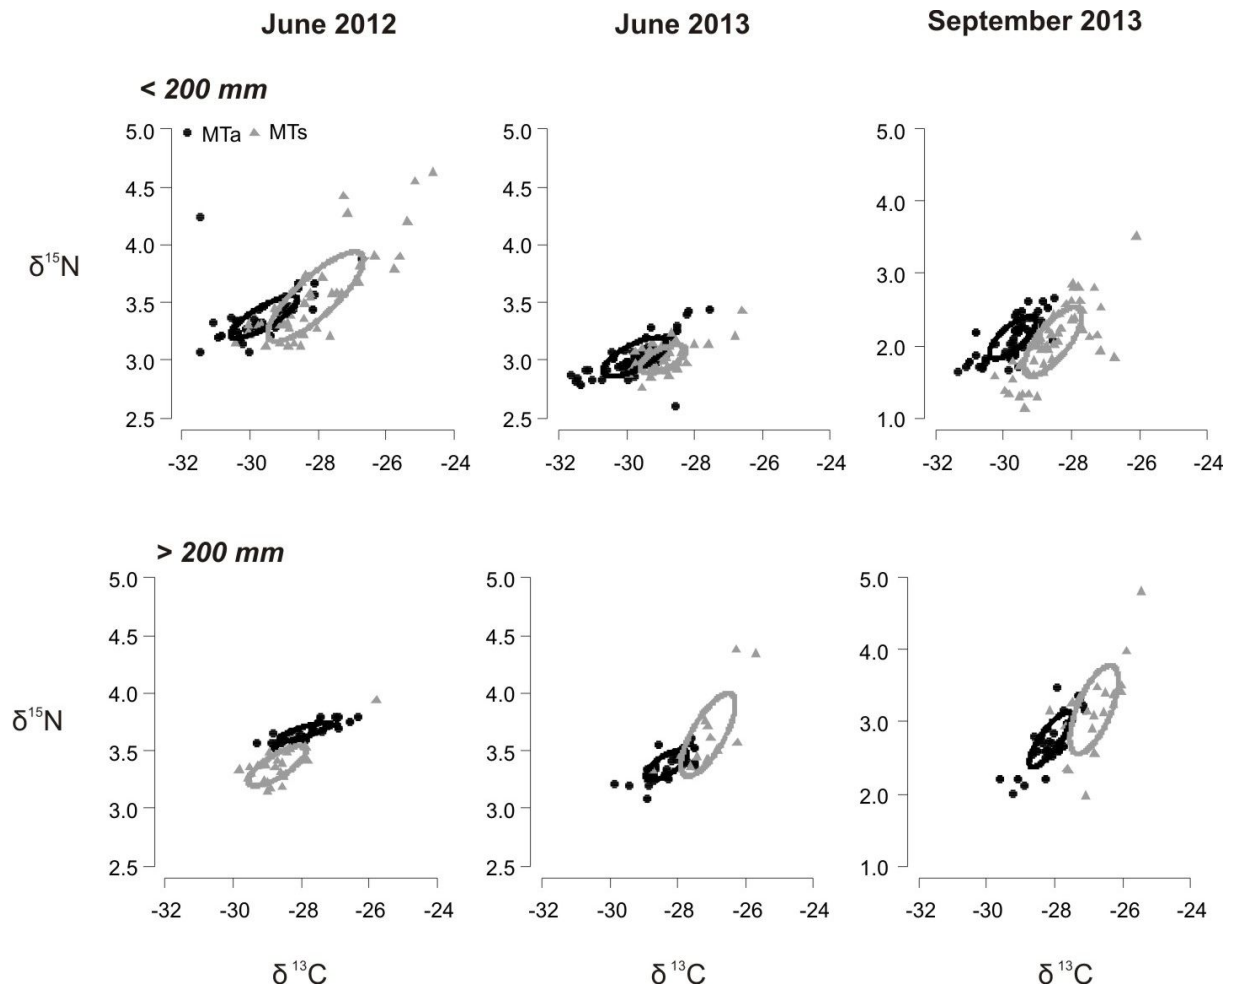 June 2012 June 2013 September 2013
< 200 mm
● MTa ▲ MTs
5.0 5.0 5.0
4.5 4.5 4.0
δ¹⁵N
4.0 4.0 3.0
3.5 3.5 2.0
3.0 3.0 1.0
2.5 2.5
-32 -30 -28 -26 -24 -32 -30 -28 -26 -24 -32 -30 -28 -26 -24
> 200 mm
5.0 5.0 5.0
4.5 4.5 4.0
δ¹⁵N
4.0 4.0 3.0
3.5 3.5 2.0
3.0 3.0 1.0
2.5 2.5
-32 -30 -28 -26 -24 -32 -30 -28 -26 -24 -32 -30 -28 -26 -24
δ ¹³C δ ¹³C δ ¹³C